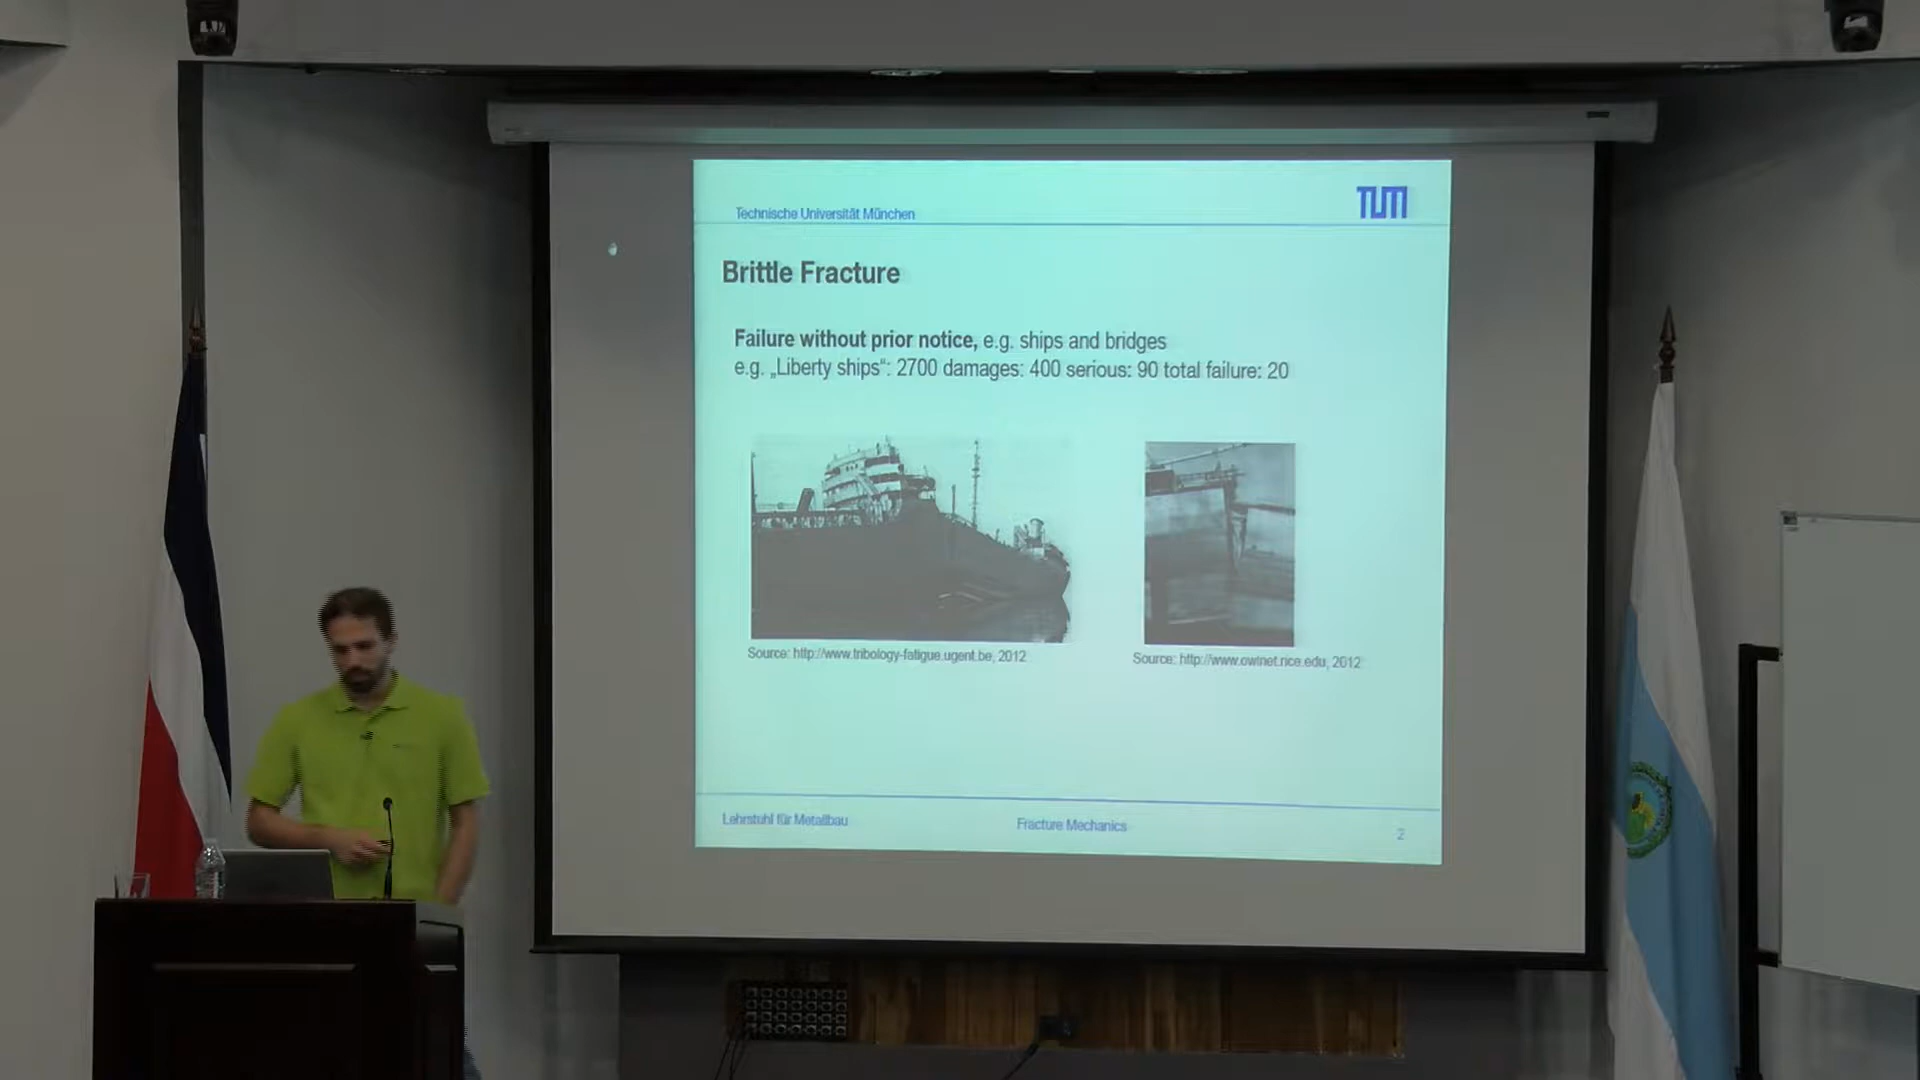 Technische Universität München
TUM
Brittle Fracture
Failure without prior notice, e.g. ships and bridges
e.g. „Liberty ships“: 2700 damages: 400 serious: 90 total failure: 20
Source: http://www.tribology-fatigue.ugent.be, 2012
Source: http://www.owlnet.rice.edu, 2012
Lehrstuhl für Metallbau
Fracture Mechanics
2